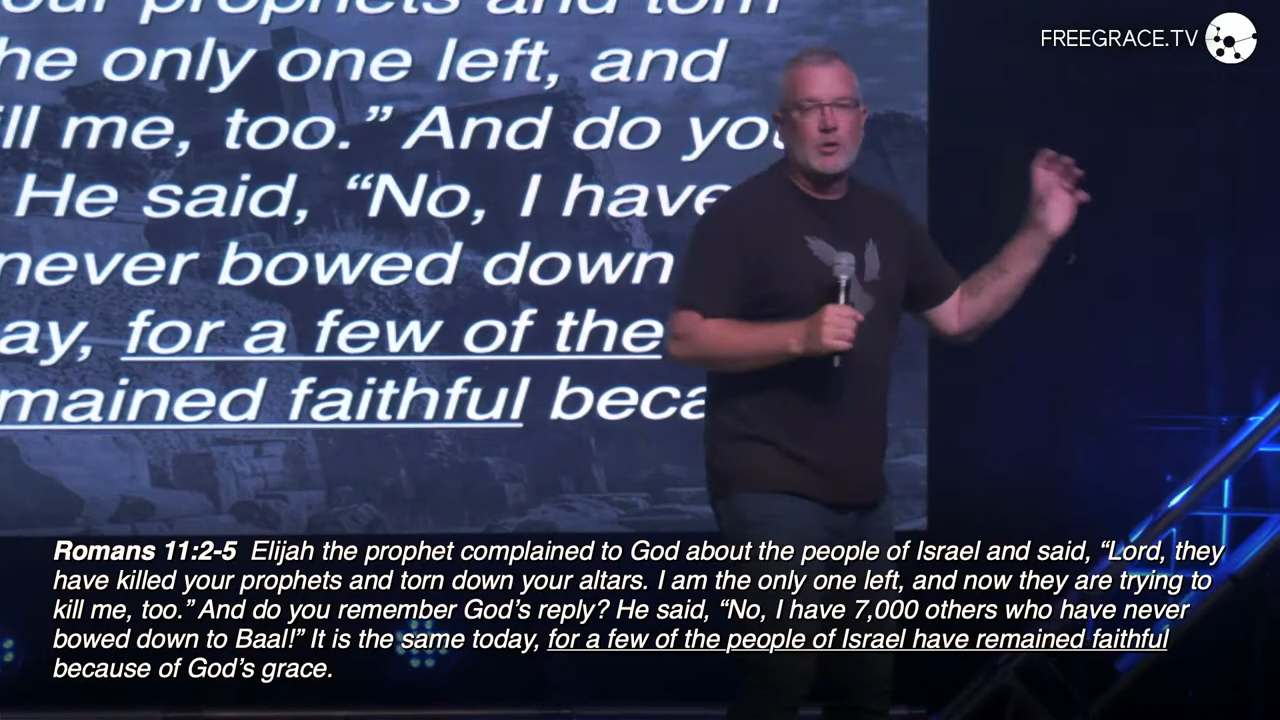 your prophets and torn
he only one left, and
ill me, too.” And do you
He said, “No, I have
never bowed down
ay, for a few of the
mained faithful beca
FREEGRACE.TV
Romans 11:2-5 Elijah the prophet complained to God about the people of Israel and said, “Lord, they
have killed your prophets and torn down your altars. I am the only one left, and now they are trying to
kill me, too.” And do you remember God’s reply? He said, “No, I have 7,000 others who have never
bowed down to Baal!” It is the same today, for a few of the people of Israel have remained faithful
because of God’s grace.